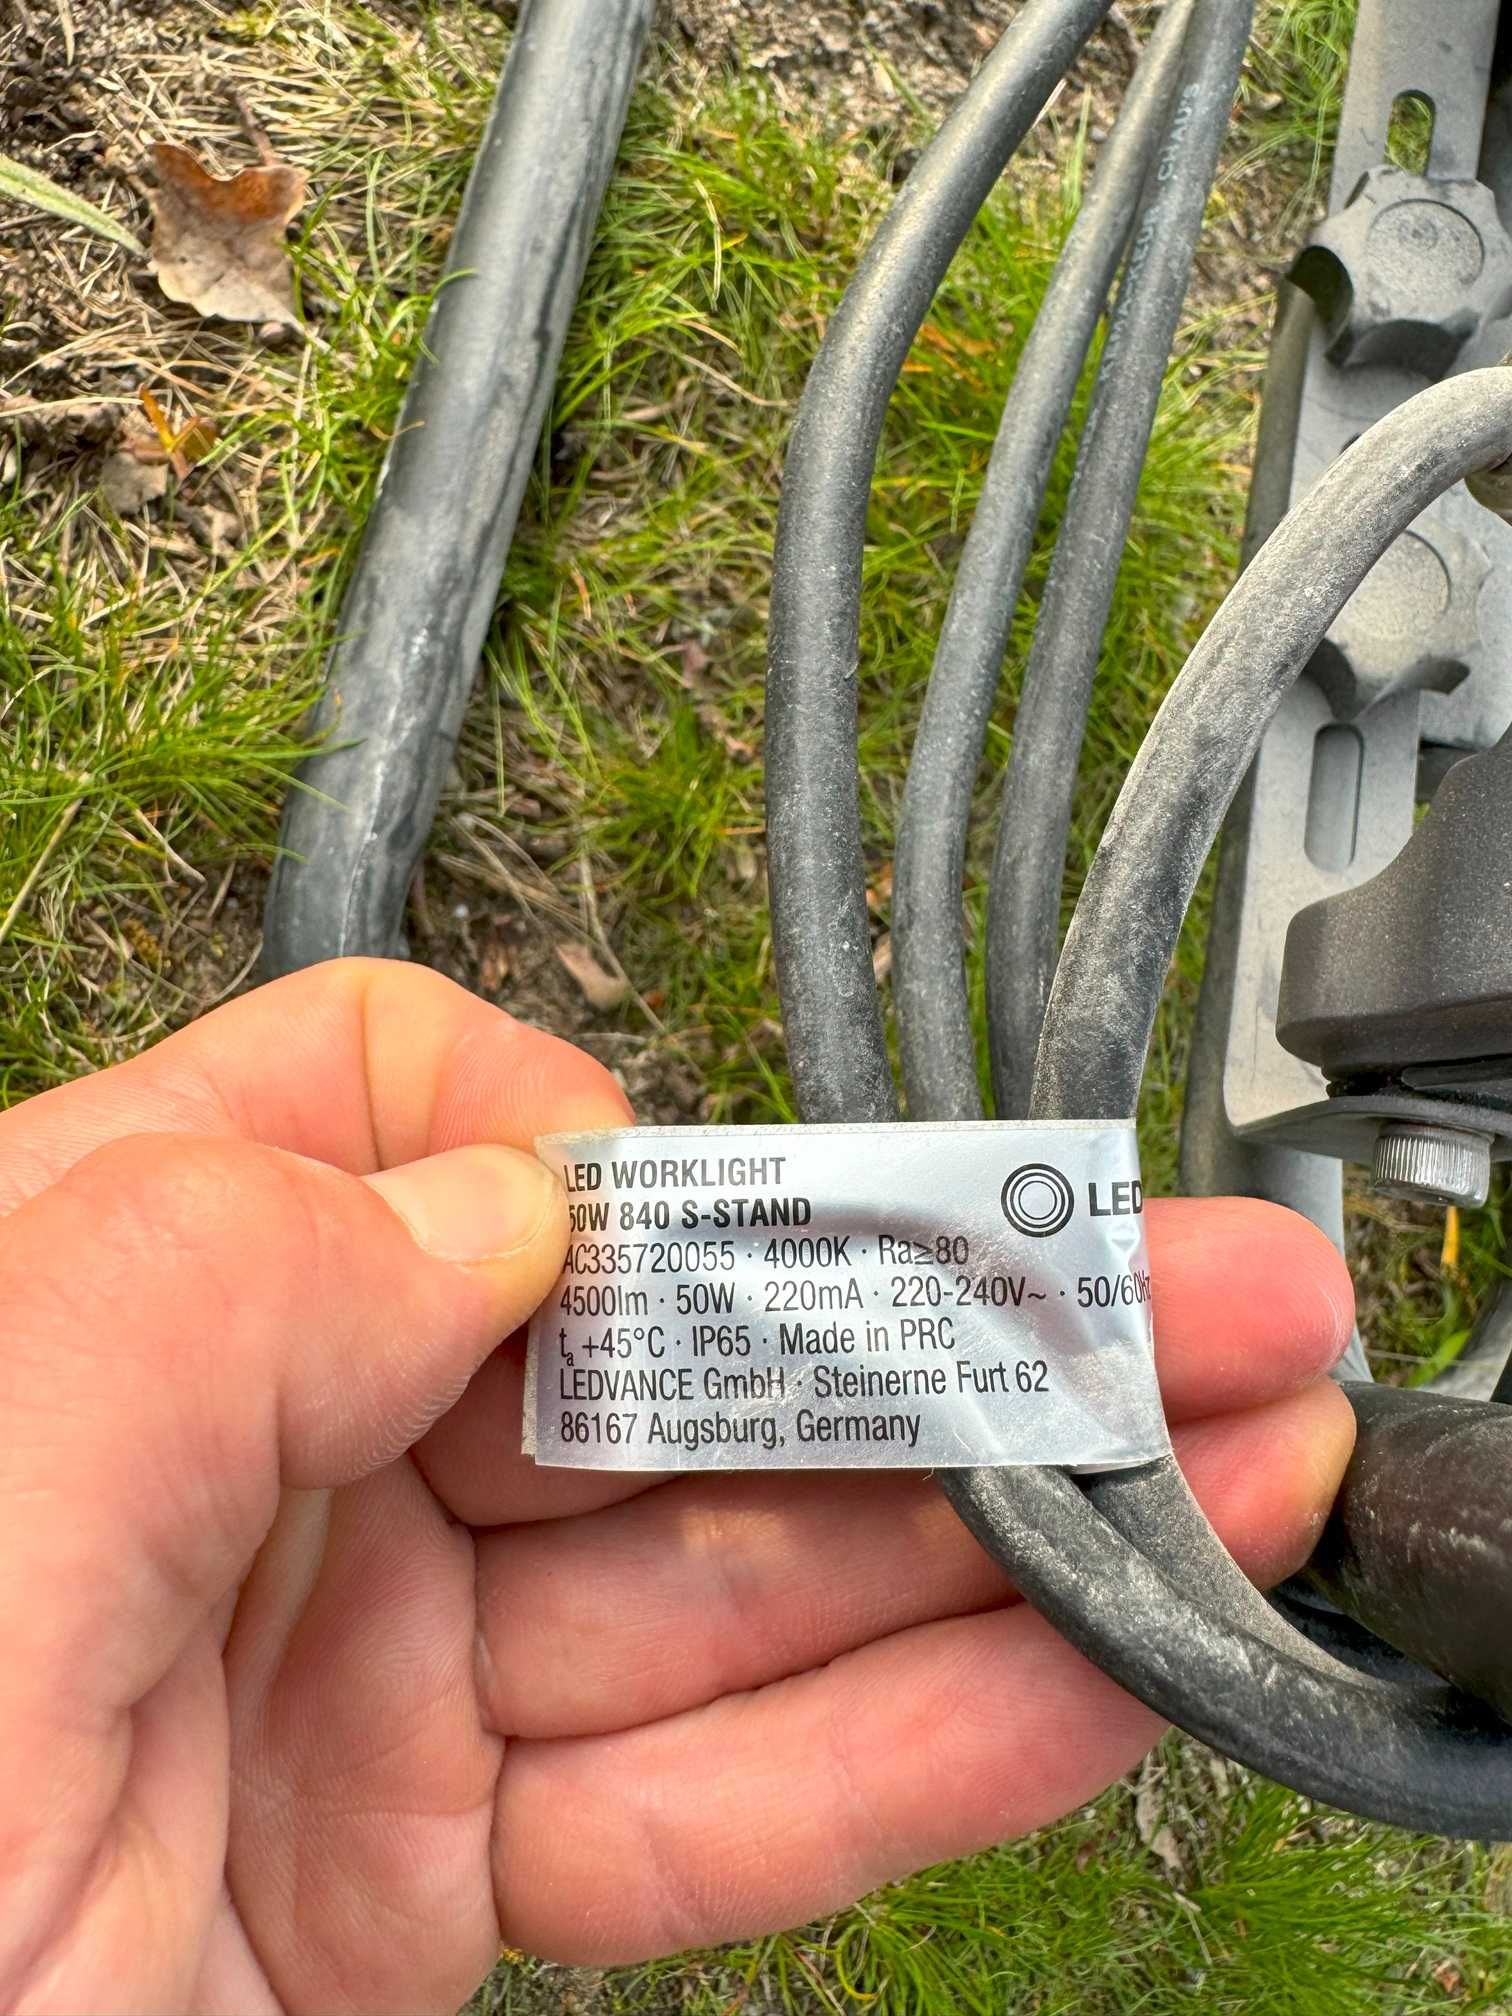 LED WORKLIGHT
50W 840 S-STAND
LED
AC335720055 · 4000K · Ra≥80
4500lm · 50W · 220mA · 220-240V~ · 50/60Hz
ta +45°C · IP65 · Made in PRC
LEDVANCE GmbH · Steinerne Furt 62
86167 Augsburg, Germany